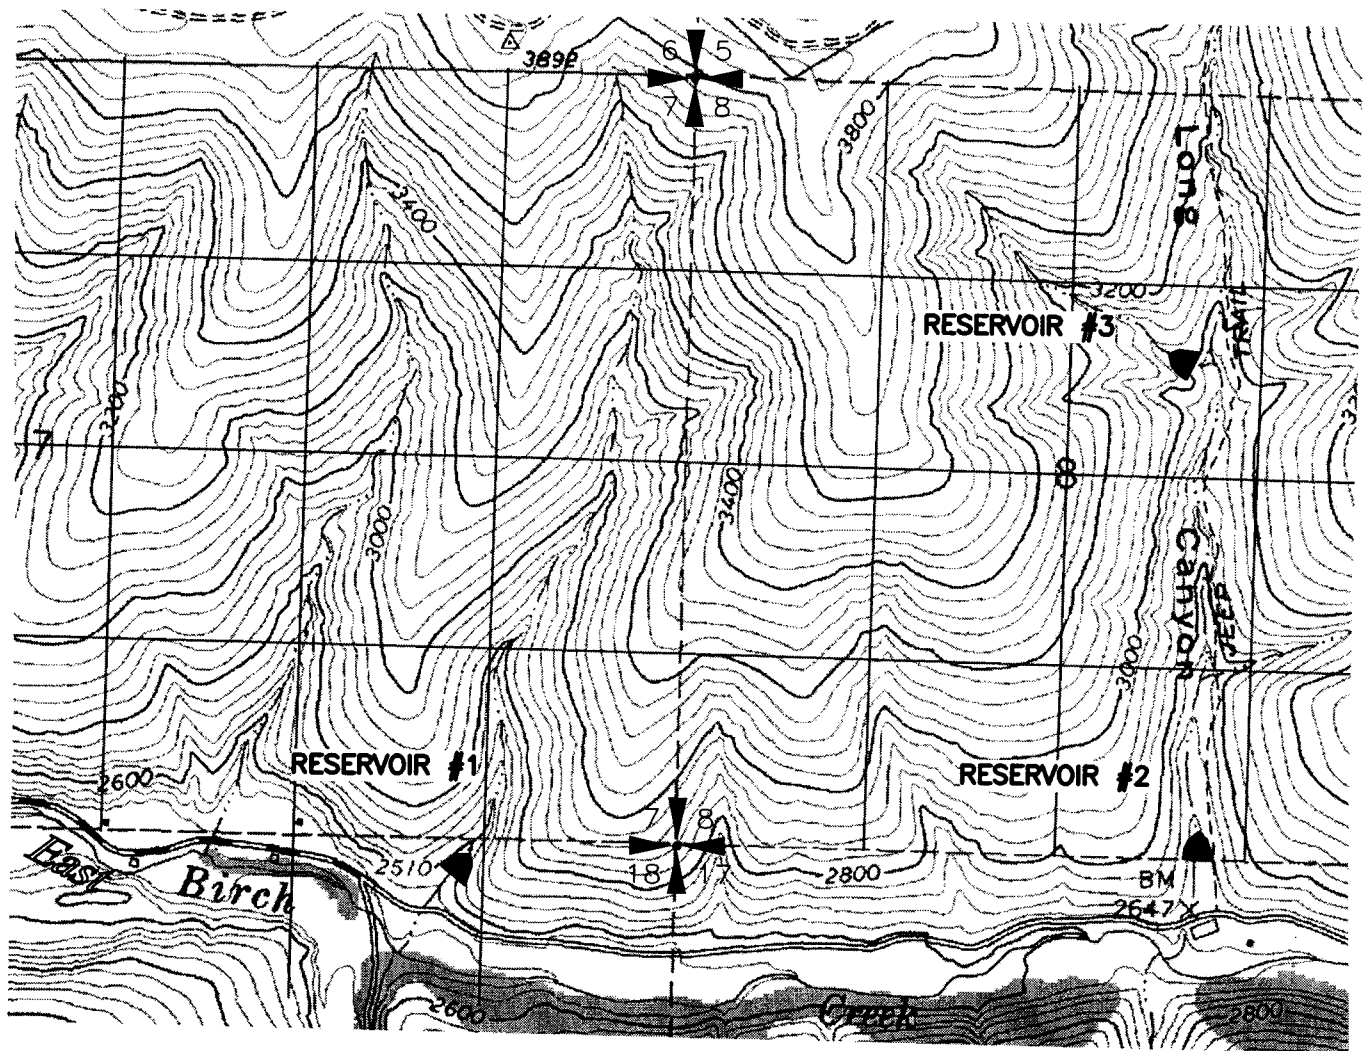 3892
6 5
7 8
3800
Long
3400
3200
RESERVOIR #3
TRAIL
7
8
3400
3000
Canyon
JEEP
3000
RESERVOIR #1
RESERVOIR #2
2600
7 8
2510
18 17
2800
East
Birch
BM
2647 X
2600
Creek
2800